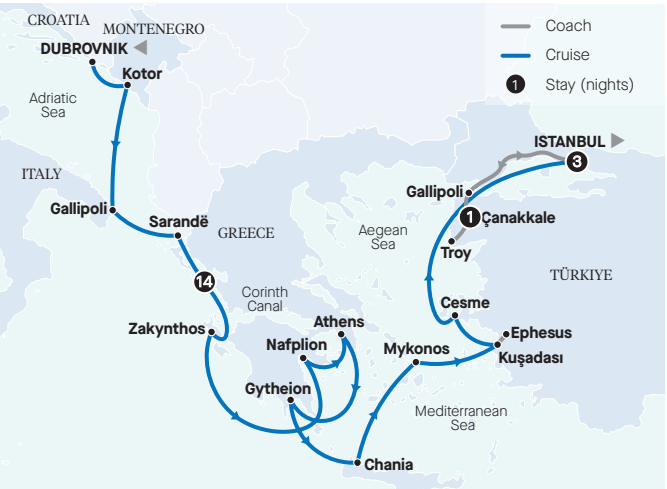 CROATIA
MONTENEGRO
DUBROVNIK
Kotor
Adriatic
Sea
ITALY
Gallipoli
Sarandë
GREECE
14
Corinth
Canal
Zakynthos
Athens
Nafplion
Gytheion
Mykonos
Chania
Coach
Cruise
1 Stay (nights)
ISTANBUL
3
Gallipoli
1 Çanakkale
Troy
Aegean
Sea
TÜRKIYE
Cesme
Ephesus
Kuşadası
Mediterranean
Sea